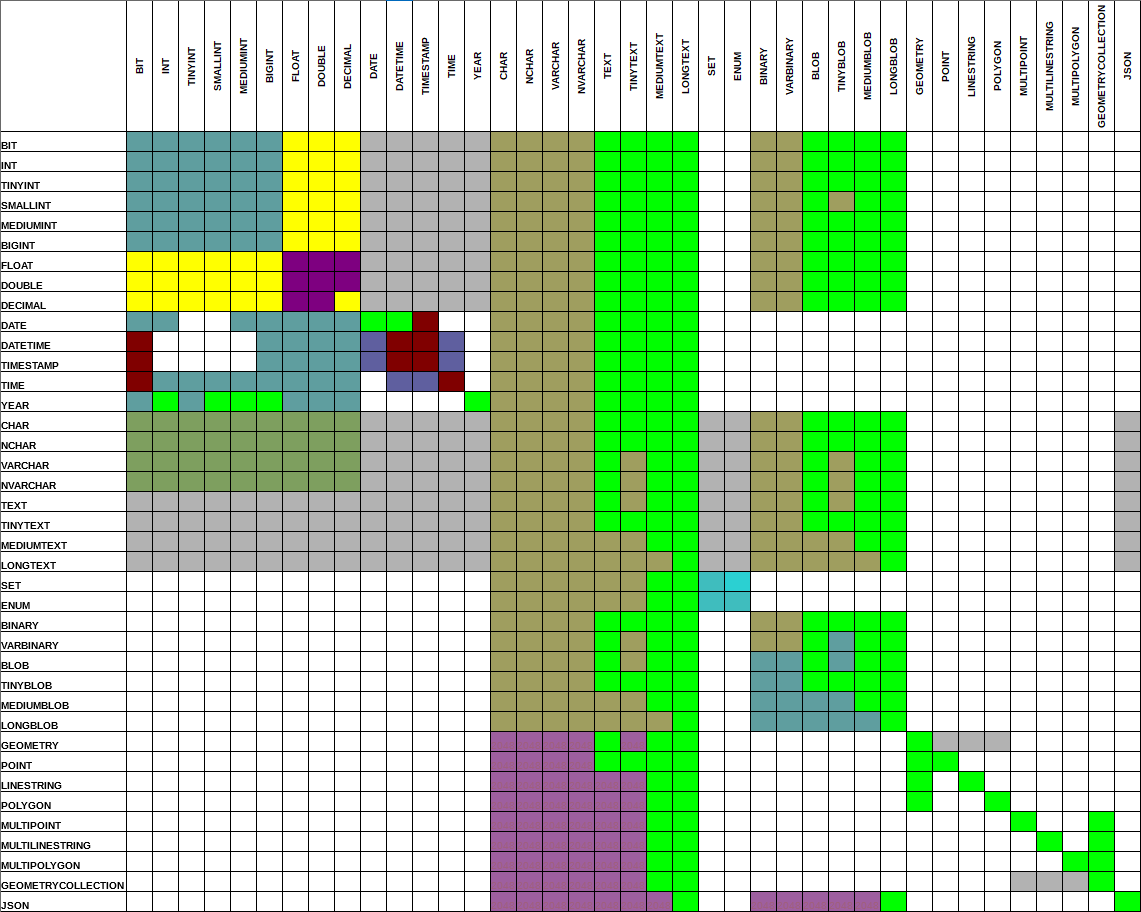 BIT
INT
TINYINT
SMALLINT
MEDIUMINT
BIGINT
FLOAT
DOUBLE
DECIMAL
DATE
DATETIME
TIMESTAMP
TIME
YEAR
CHAR
NCHAR
VARCHAR
NVARCHAR
TEXT
TINYTEXT
MEDIUMTEXT
LONGTEXT
SET
ENUM
BINARY
VARBINARY
BLOB
TINYBLOB
MEDIUMBLOB
LONGBLOB
GEOMETRY
POINT
LINESTRING
POLYGON
MULTIPOINT
MULTILINESTRING
MULTIPOLYGON
GEOMETRYCOLLECTION
JSON
BIT
INT
TINYINT
SMALLINT
MEDIUMINT
BIGINT
FLOAT
DOUBLE
DECIMAL
DATE
DATETIME
TIMESTAMP
TIME
YEAR
CHAR
NCHAR
VARCHAR
NVARCHAR
TEXT
TINYTEXT
MEDIUMTEXT
LONGTEXT
SET
ENUM
BINARY
VARBINARY
BLOB
TINYBLOB
MEDIUMBLOB
LONGBLOB
GEOMETRY
POINT
LINESTRING
POLYGON
MULTIPOINT
MULTILINESTRING
MULTIPOLYGON
GEOMETRYCOLLECTION
JSON